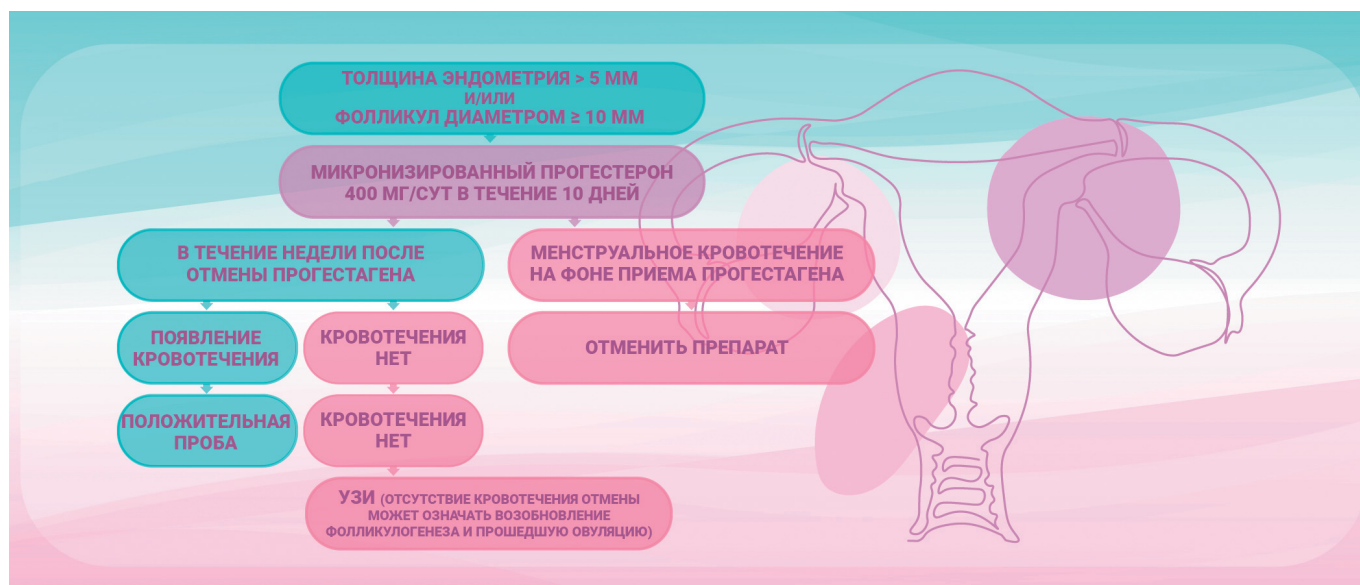 ТОЛЩИНА ЭНДОМЕТРИЯ > 5 ММ
И/ИЛИ
ФОЛЛИКУЛ ДИАМЕТРОМ ≥ 10 ММ
МИКРОНИЗИРОВАННЫЙ ПРОГЕСТЕРОН
400 МГ/СУТ В ТЕЧЕНИЕ 10 ДНЕЙ
В ТЕЧЕНИЕ НЕДЕЛИ ПОСЛЕ
ОТМЕНЫ ПРОГЕСТАГЕНА
МЕНСТРУАЛЬНОЕ КРОВОТЕЧЕНИЕ
НА ФОНЕ ПРИЕМА ПРОГЕСТАГЕНА
ПОЯВЛЕНИЕ
КРОВОТЕЧЕНИЯ
КРОВОТЕЧЕНИЯ
НЕТ
ОТМЕНИТЬ ПРЕПАРАТ
ПОЛОЖИТЕЛЬНАЯ
ПРОБА
КРОВОТЕЧЕНИЯ
НЕТ
УЗИ (ОТСУТСТВИЕ КРОВОТЕЧЕНИЯ ОТМЕНЫ
МОЖЕТ ОЗНАЧАТЬ ВОЗОБНОВЛЕНИЕ
ФОЛЛИКУЛОГЕНЕЗА И ПРОШЕДШУЮ ОВУЛЯЦИЮ)